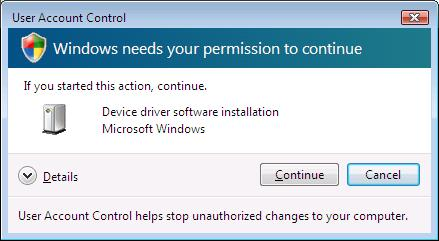 User Account Control
Windows needs your permission to continue
If you started this action, continue.
Device driver software installation
Microsoft Windows
Details
Continue
Cancel
User Account Control helps stop unauthorized changes to your computer.